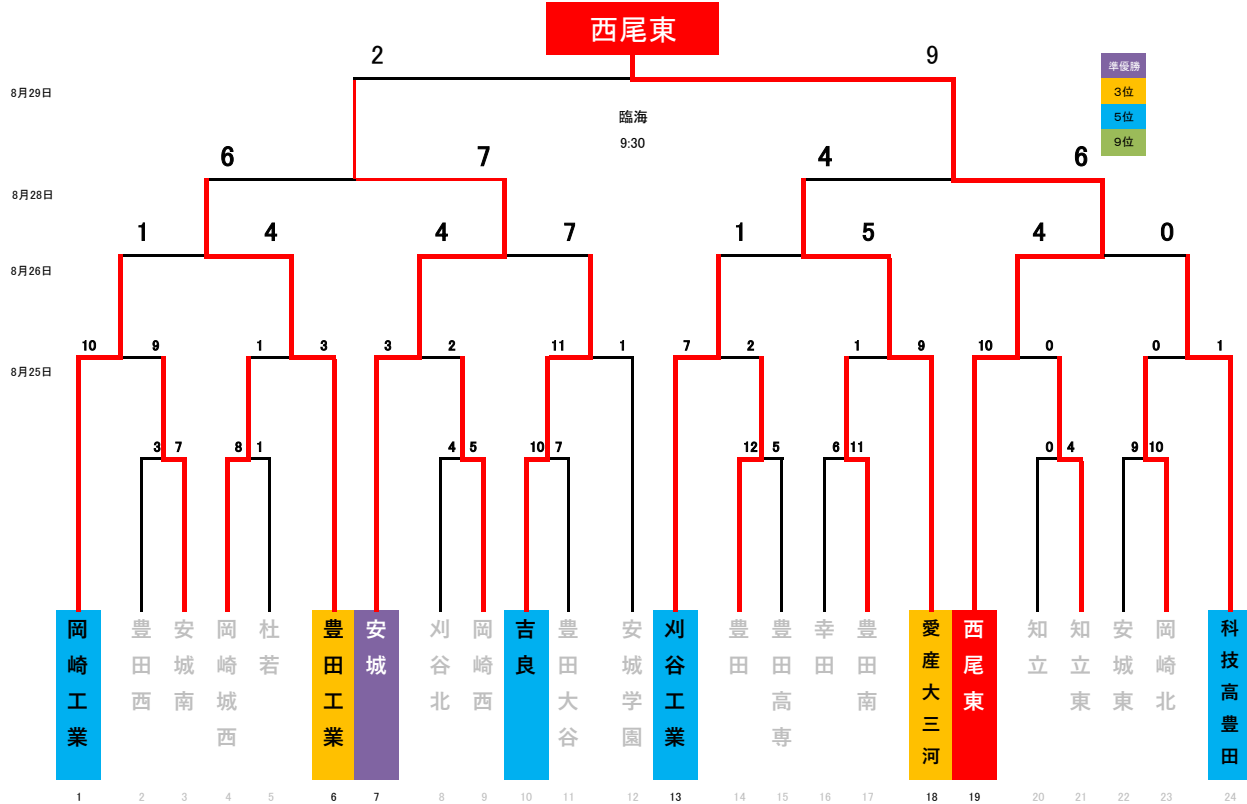 西尾東
2 9
準優勝
8月29日
3位
臨海
5位
9:30
9位
6 7 4 6
8月28日
1 4 4 7 1 5 4 0
8月26日
10 9 1 3 3 2 11 1 7 2 1 9 10 0 0 1
8月25日
3 7 8 1 4 5 10 7 12 5 6 11 0 4 9 10
岡崎工業
豊田西
安城南
岡崎城西
杜若
豊田工業
安城
刈谷北
岡崎西
吉良
豊田大谷
安城学園
刈谷工業
豊田
豊田高専
幸田
豊田南
愛産大三河
西尾東
知立
知立東
安城東
岡崎北
科技高豊田
1 2 3 4 5 6 7 8 9 10 11 12 13 14 15 16 17 18 19 20 21 22 23 24